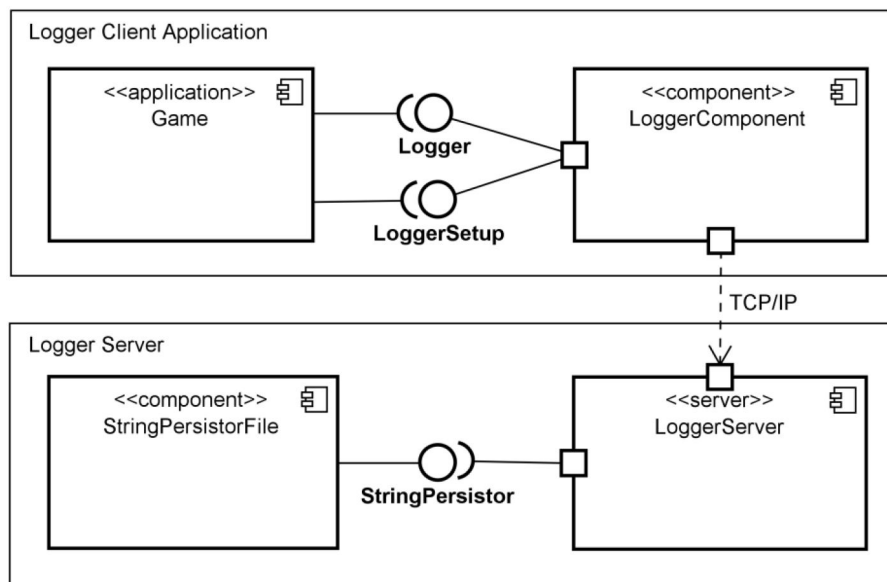 Logger Client Application
<<application>>
Game
Logger
LoggerSetup
<<component>>
LoggerComponent
TCP/IP
Logger Server
<<component>>
StringPersistorFile
StringPersistor
<<server>>
LoggerServer